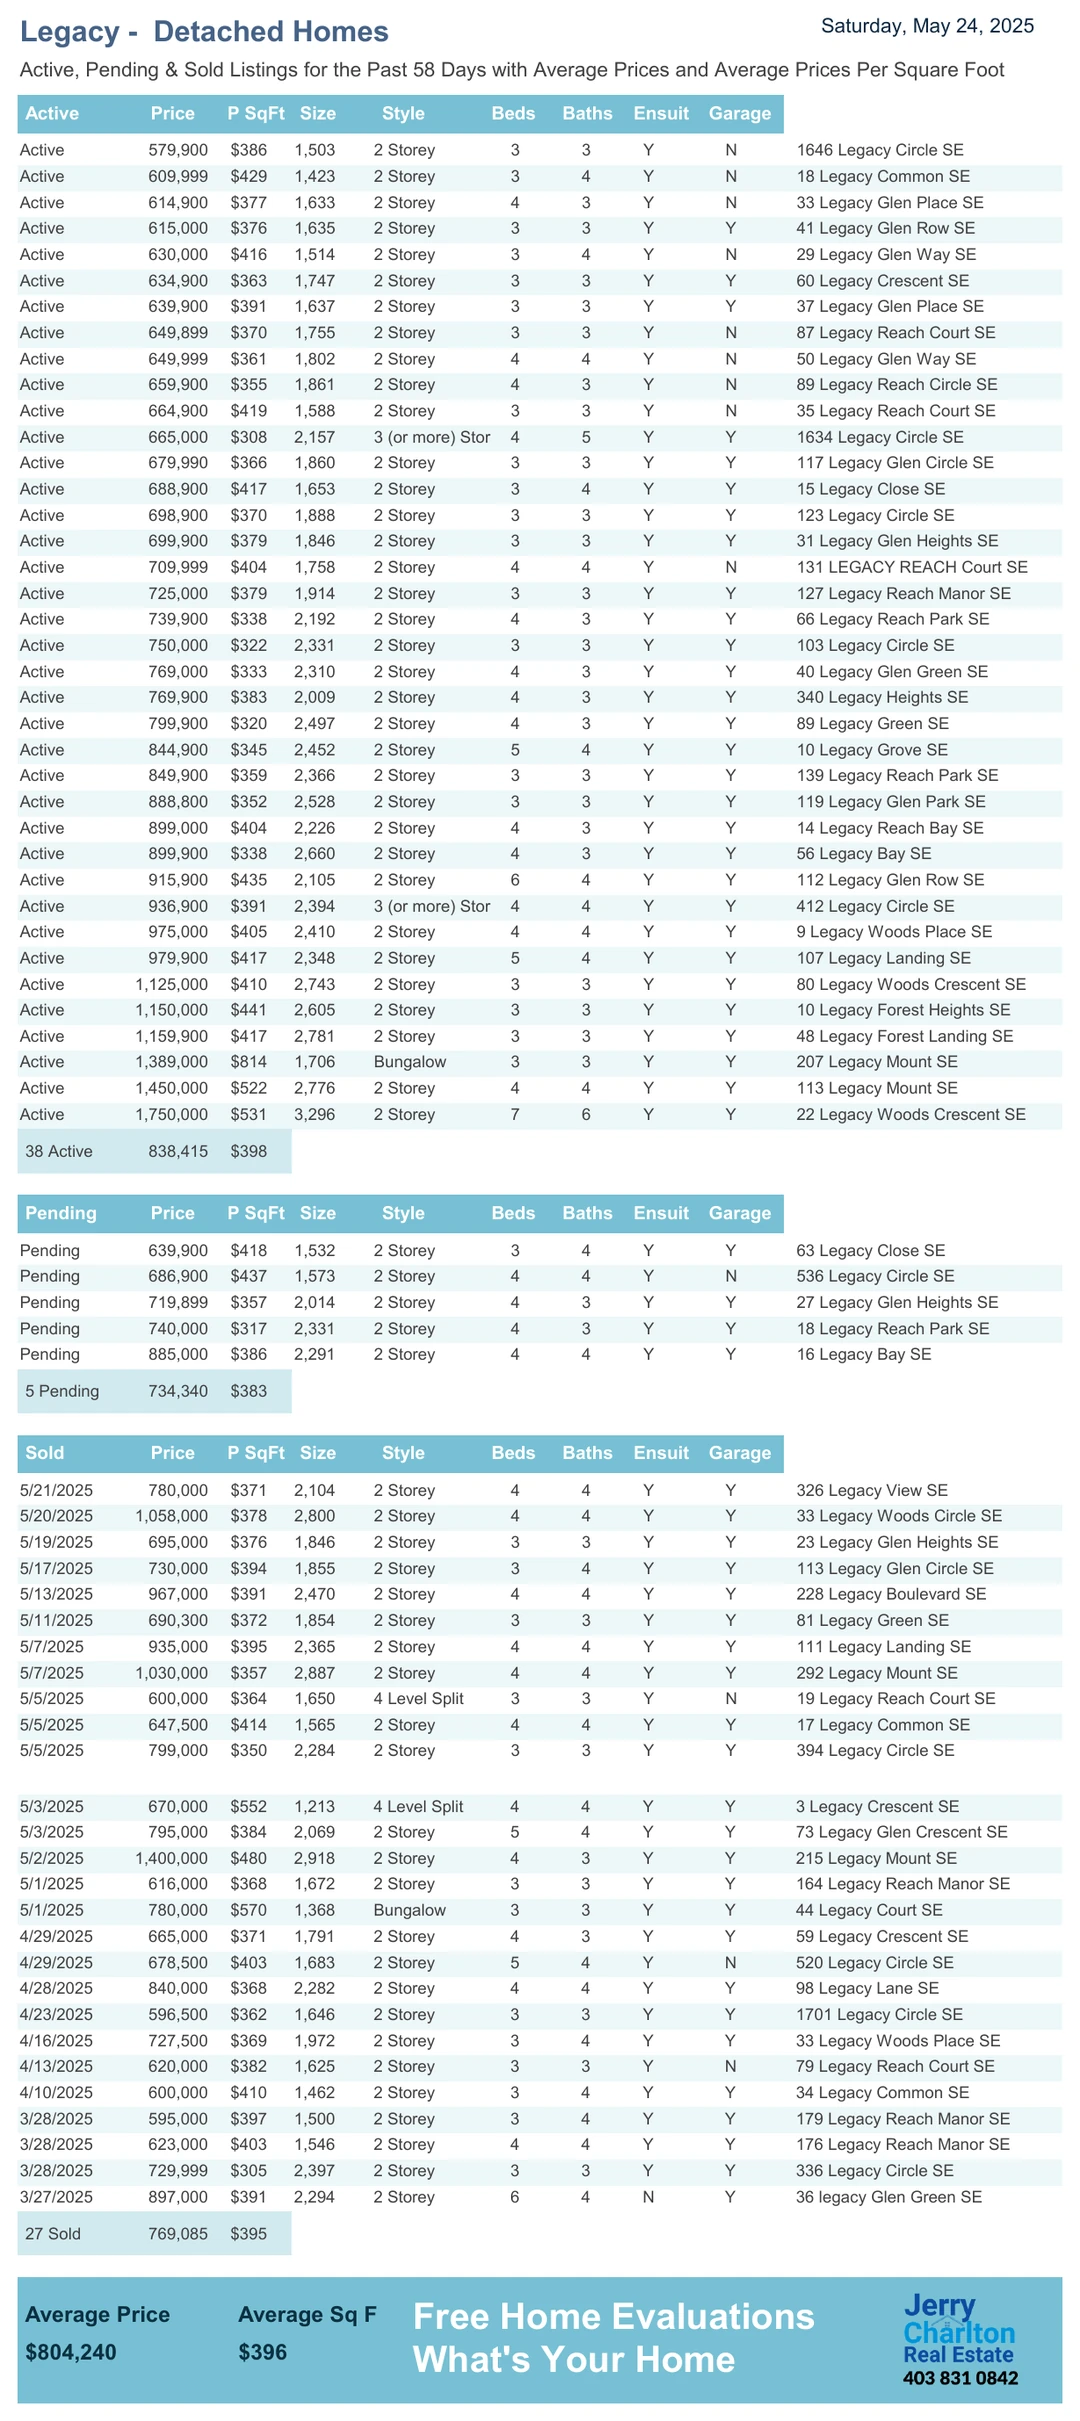 Legacy - Detached Homes
Saturday, May 24, 2025
Active, Pending & Sold Listings for the Past 58 Days with Average Prices and Average Prices Per Square Foot
Active Price P SqFt Size Style Beds Baths Ensuit Garage
Active 579,900 $386 1,503 2 Storey 3 3 Y N 1646 Legacy Circle SE
Active 609,999 $429 1,423 2 Storey 3 4 Y N 18 Legacy Common SE
Active 614,900 $377 1,633 2 Storey 4 3 Y N 33 Legacy Glen Place SE
Active 615,000 $376 1,635 2 Storey 3 3 Y Y 41 Legacy Glen Row SE
Active 630,000 $416 1,514 2 Storey 3 4 Y N 29 Legacy Glen Way SE
Active 634,900 $363 1,747 2 Storey 3 3 Y Y 60 Legacy Crescent SE
Active 639,900 $391 1,637 2 Storey 3 3 Y Y 37 Legacy Glen Place SE
Active 649,899 $370 1,755 2 Storey 3 3 Y N 87 Legacy Reach Court SE
Active 649,999 $361 1,802 2 Storey 4 4 Y N 50 Legacy Glen Way SE
Active 659,900 $355 1,861 2 Storey 4 3 Y N 89 Legacy Reach Circle SE
Active 664,900 $419 1,588 2 Storey 3 3 Y N 35 Legacy Reach Court SE
Active 665,000 $308 2,157 3 (or more) Stor 4 5 Y Y 1634 Legacy Circle SE
Active 679,990 $366 1,860 2 Storey 3 3 Y Y 117 Legacy Glen Circle SE
Active 688,900 $417 1,653 2 Storey 3 4 Y Y 15 Legacy Close SE
Active 698,900 $370 1,888 2 Storey 3 3 Y Y 123 Legacy Circle SE
Active 699,900 $379 1,846 2 Storey 3 3 Y Y 31 Legacy Glen Heights SE
Active 709,999 $404 1,758 2 Storey 4 4 Y N 131 LEGACY REACH Court SE
Active 725,000 $379 1,914 2 Storey 3 3 Y Y 127 Legacy Reach Manor SE
Active 739,900 $338 2,192 2 Storey 4 3 Y Y 66 Legacy Reach Park SE
Active 750,000 $322 2,331 2 Storey 3 3 Y Y 103 Legacy Circle SE
Active 769,000 $333 2,310 2 Storey 4 3 Y Y 40 Legacy Glen Green SE
Active 769,900 $383 2,009 2 Storey 4 3 Y Y 340 Legacy Heights SE
Active 799,900 $320 2,497 2 Storey 4 3 Y Y 89 Legacy Green SE
Active 844,900 $345 2,452 2 Storey 5 4 Y Y 10 Legacy Grove SE
Active 849,900 $359 2,366 2 Storey 3 3 Y Y 139 Legacy Reach Park SE
Active 888,800 $352 2,528 2 Storey 3 3 Y Y 119 Legacy Glen Park SE
Active 899,000 $404 2,226 2 Storey 4 3 Y Y 14 Legacy Reach Bay SE
Active 899,900 $338 2,660 2 Storey 4 3 Y Y 56 Legacy Bay SE
Active 915,900 $435 2,105 2 Storey 6 4 Y Y 112 Legacy Glen Row SE
Active 936,900 $391 2,394 3 (or more) Stor 4 4 Y Y 412 Legacy Circle SE
Active 975,000 $405 2,410 2 Storey 4 4 Y Y 9 Legacy Woods Place SE
Active 979,900 $417 2,348 2 Storey 5 4 Y Y 107 Legacy Landing SE
Active 1,125,000 $410 2,743 2 Storey 3 3 Y Y 80 Legacy Woods Crescent SE
Active 1,150,000 $441 2,605 2 Storey 3 3 Y Y 10 Legacy Forest Heights SE
Active 1,159,900 $417 2,781 2 Storey 3 3 Y Y 48 Legacy Forest Landing SE
Active 1,389,000 $814 1,706 Bungalow 3 3 Y Y 207 Legacy Mount SE
Active 1,450,000 $522 2,776 2 Storey 4 4 Y Y 113 Legacy Mount SE
Active 1,750,000 $531 3,296 2 Storey 7 6 Y Y 22 Legacy Woods Crescent SE
38 Active 838,415 $398
Pending Price P SqFt Size Style Beds Baths Ensuit Garage
Pending 639,900 $418 1,532 2 Storey 3 4 Y Y 63 Legacy Close SE
Pending 686,900 $437 1,573 2 Storey 4 4 Y N 536 Legacy Circle SE
Pending 719,899 $357 2,014 2 Storey 4 3 Y Y 27 Legacy Glen Heights SE
Pending 740,000 $317 2,331 2 Storey 4 3 Y Y 18 Legacy Reach Park SE
Pending 885,000 $386 2,291 2 Storey 4 4 Y Y 16 Legacy Bay SE
5 Pending 734,340 $383
Sold Price P SqFt Size Style Beds Baths Ensuit Garage
5/21/2025 780,000 $371 2,104 2 Storey 4 4 Y Y 326 Legacy View SE
5/20/2025 1,058,000 $378 2,800 2 Storey 4 4 Y Y 33 Legacy Woods Circle SE
5/19/2025 695,000 $376 1,846 2 Storey 3 3 Y Y 23 Legacy Glen Heights SE
5/17/2025 730,000 $394 1,855 2 Storey 3 4 Y Y 113 Legacy Glen Circle SE
5/13/2025 967,000 $391 2,470 2 Storey 4 4 Y Y 228 Legacy Boulevard SE
5/11/2025 690,300 $372 1,854 2 Storey 3 3 Y Y 81 Legacy Green SE
5/7/2025 935,000 $395 2,365 2 Storey 4 4 Y Y 111 Legacy Landing SE
5/7/2025 1,030,000 $357 2,887 2 Storey 4 4 Y Y 292 Legacy Mount SE
5/5/2025 600,000 $364 1,650 4 Level Split 3 3 Y N 19 Legacy Reach Court SE
5/5/2025 647,500 $414 1,565 2 Storey 4 4 Y Y 17 Legacy Common SE
5/5/2025 799,000 $350 2,284 2 Storey 3 3 Y Y 394 Legacy Circle SE
5/3/2025 670,000 $552 1,213 4 Level Split 4 4 Y Y 3 Legacy Crescent SE
5/3/2025 795,000 $384 2,069 2 Storey 5 4 Y Y 73 Legacy Glen Crescent SE
5/2/2025 1,400,000 $480 2,918 2 Storey 4 3 Y Y 215 Legacy Mount SE
5/1/2025 616,000 $368 1,672 2 Storey 3 3 Y Y 164 Legacy Reach Manor SE
5/1/2025 780,000 $570 1,368 Bungalow 3 3 Y Y 44 Legacy Court SE
4/29/2025 665,000 $371 1,791 2 Storey 4 3 Y Y 59 Legacy Crescent SE
4/29/2025 678,500 $403 1,683 2 Storey 5 4 Y N 520 Legacy Circle SE
4/28/2025 840,000 $368 2,282 2 Storey 4 4 Y Y 98 Legacy Lane SE
4/23/2025 596,500 $362 1,646 2 Storey 3 3 Y Y 1701 Legacy Circle SE
4/16/2025 727,500 $369 1,972 2 Storey 3 4 Y Y 33 Legacy Woods Place SE
4/13/2025 620,000 $382 1,625 2 Storey 3 3 Y N 79 Legacy Reach Court SE
4/10/2025 600,000 $410 1,462 2 Storey 3 4 Y Y 34 Legacy Common SE
3/28/2025 595,000 $397 1,500 2 Storey 3 4 Y Y 179 Legacy Reach Manor SE
3/28/2025 623,000 $403 1,546 2 Storey 4 4 Y Y 176 Legacy Reach Manor SE
3/28/2025 729,999 $305 2,397 2 Storey 3 3 Y Y 336 Legacy Circle SE
3/27/2025 897,000 $391 2,294 2 Storey 6 4 N Y 36 legacy Glen Green SE
27 Sold 769,085 $395
Average Price Average Sq F
$804,240 $396
Free Home Evaluations
What's Your Home
Jerry
Charlton
Real Estate
403 831 0842